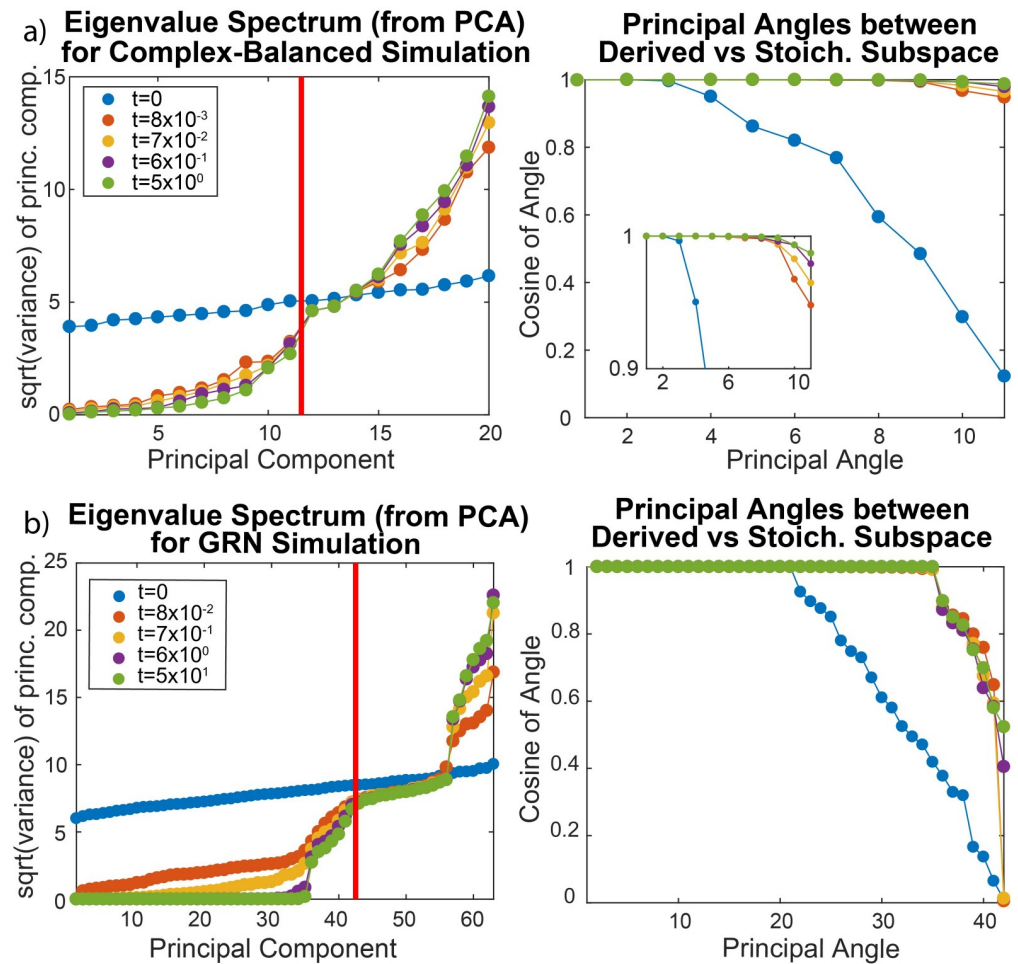 a)
Eigenvalue Spectrum (from PCA)
for Complex-Balanced Simulation
sqrt(variance) of princ. comp.
15
10
5
0
t=0
t=8x10⁻³
t=7x10⁻²
t=6x10⁻¹
t=5x10⁰
5 10 15 20
Principal Component
Principal Angles between
Derived vs Stoich. Subspace
Cosine of Angle
1
0.8
0.6
0.4
0.2
0
1
0.9
2 6 10
2 4 6 8 10
Principal Angle
b)
Eigenvalue Spectrum (from PCA)
for GRN Simulation
sqrt(variance) of princ. comp.
25
20
15
10
5
0
t=0
t=8x10⁻²
t=7x10⁻¹
t=6x10⁰
t=5x10¹
10 20 30 40 50 60
Principal Component
Principal Angles between
Derived vs Stoich. Subspace
Cosine of Angle
1
0.8
0.6
0.4
0.2
0
10 20 30 40
Principal Angle